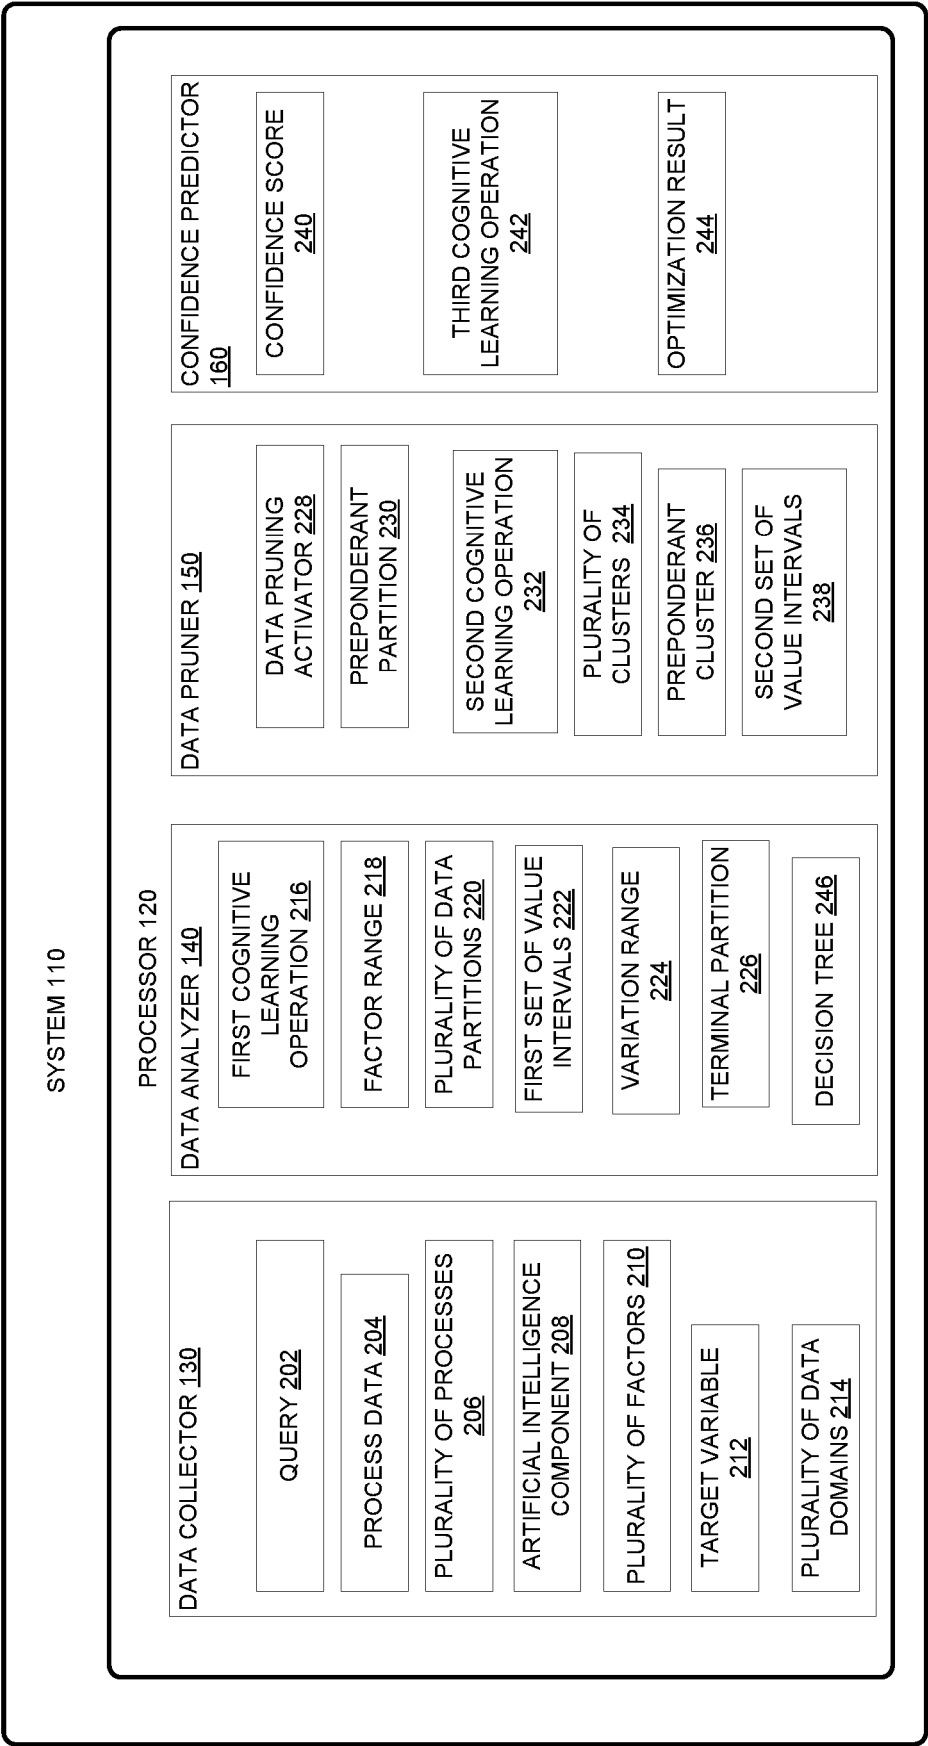 SYSTEM 110
PROCESSOR 120
DATA COLLECTOR 130
QUERY 202
PROCESS DATA 204
PLURALITY OF PROCESSES
206
ARTIFICIAL INTELLIGENCE
COMPONENT 208
PLURALITY OF FACTORS 210
TARGET VARIABLE
212
PLURALITY OF DATA
DOMAINS 214
DATA ANALYZER 140
FIRST COGNITIVE
LEARNING
OPERATION 216
FACTOR RANGE 218
PLURALITY OF DATA
PARTITIONS 220
FIRST SET OF VALUE
INTERVALS 222
VARIATION RANGE
224
TERMINAL PARTITION
226
DECISION TREE 246
DATA PRUNER 150
DATA PRUNING
ACTIVATOR 228
PREPONDERANT
PARTITION 230
SECOND COGNITIVE
LEARNING OPERATION
232
PLURALITY OF
CLUSTERS 234
PREPONDERANT
CLUSTER 236
SECOND SET OF
VALUE INTERVALS
238
CONFIDENCE PREDICTOR
160
CONFIDENCE SCORE
240
THIRD COGNITIVE
LEARNING OPERATION
242
OPTIMIZATION RESULT
244